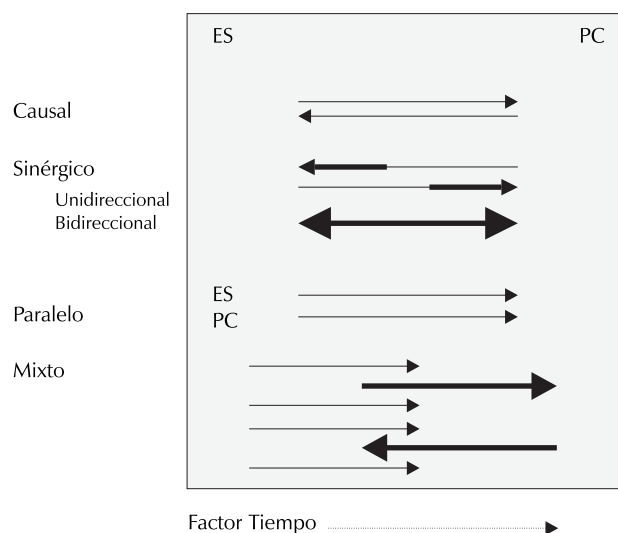 ES PC
Causal
Sinérgico
Unidireccional
Bidireccional
ES
Paralelo PC
Mixto
Factor Tiempo